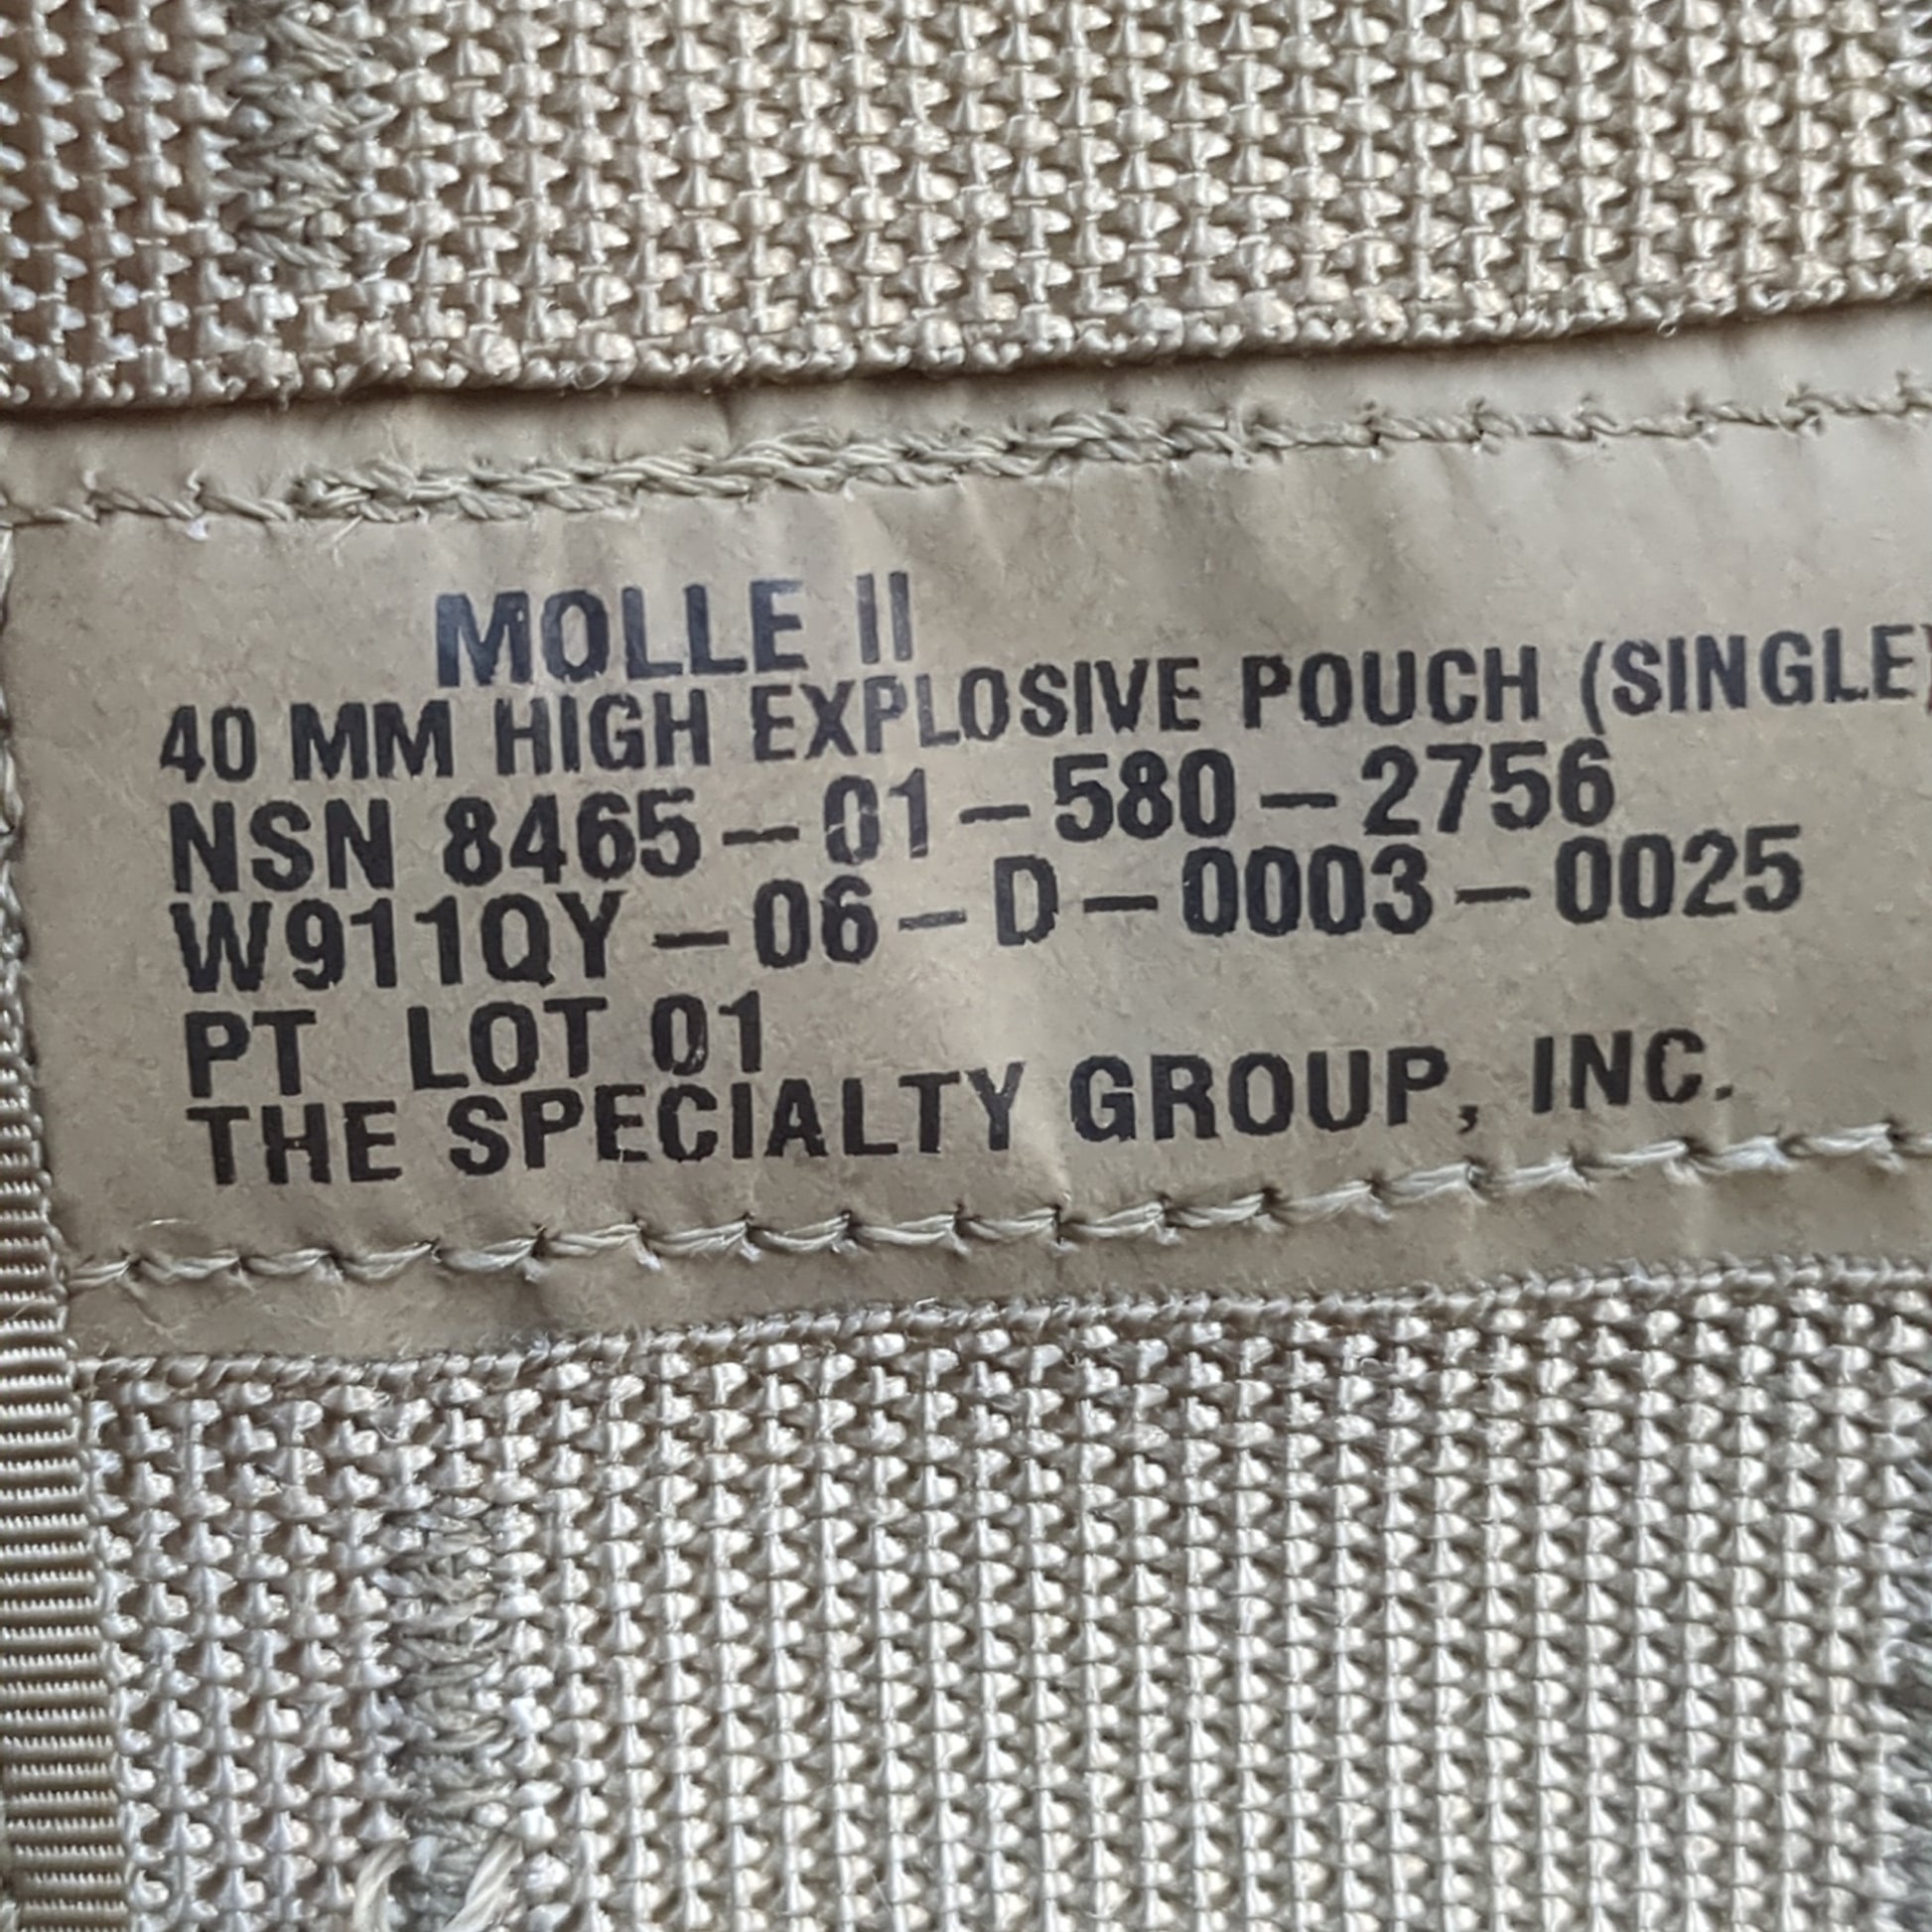 MOLLE II
40 MM HIGH EXPLOSIVE POUCH (SINGLE)
NSN 8465-01-580-2756
W911QY-06-D-0003-0025
PT LOT 01
THE SPECIALTY GROUP, INC.